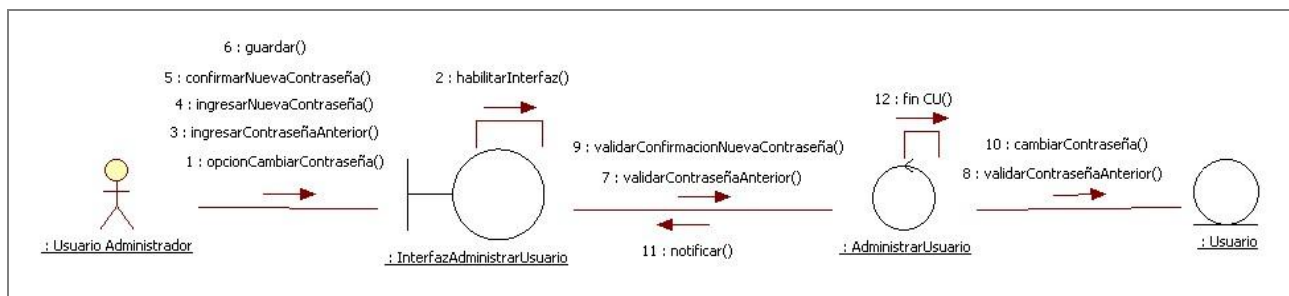 6 : guardar()
5 : confirmarNuevaContraseña()
4 : ingresarNuevaContraseña()
3 : ingresarContraseñaAnterior()
1 : opcionCambiarContraseña()
: Usuario Administrador
2 : habilitarInterfaz()
: InterfazAdministrarUsuario
9 : validarConfirmacionNuevaContraseña()
7 : validarContraseñaAnterior()
11 : notificar()
12 : fin CU()
: AdministrarUsuario
10 : cambiarContraseña()
8 : validarContraseñaAnterior()
: Usuario